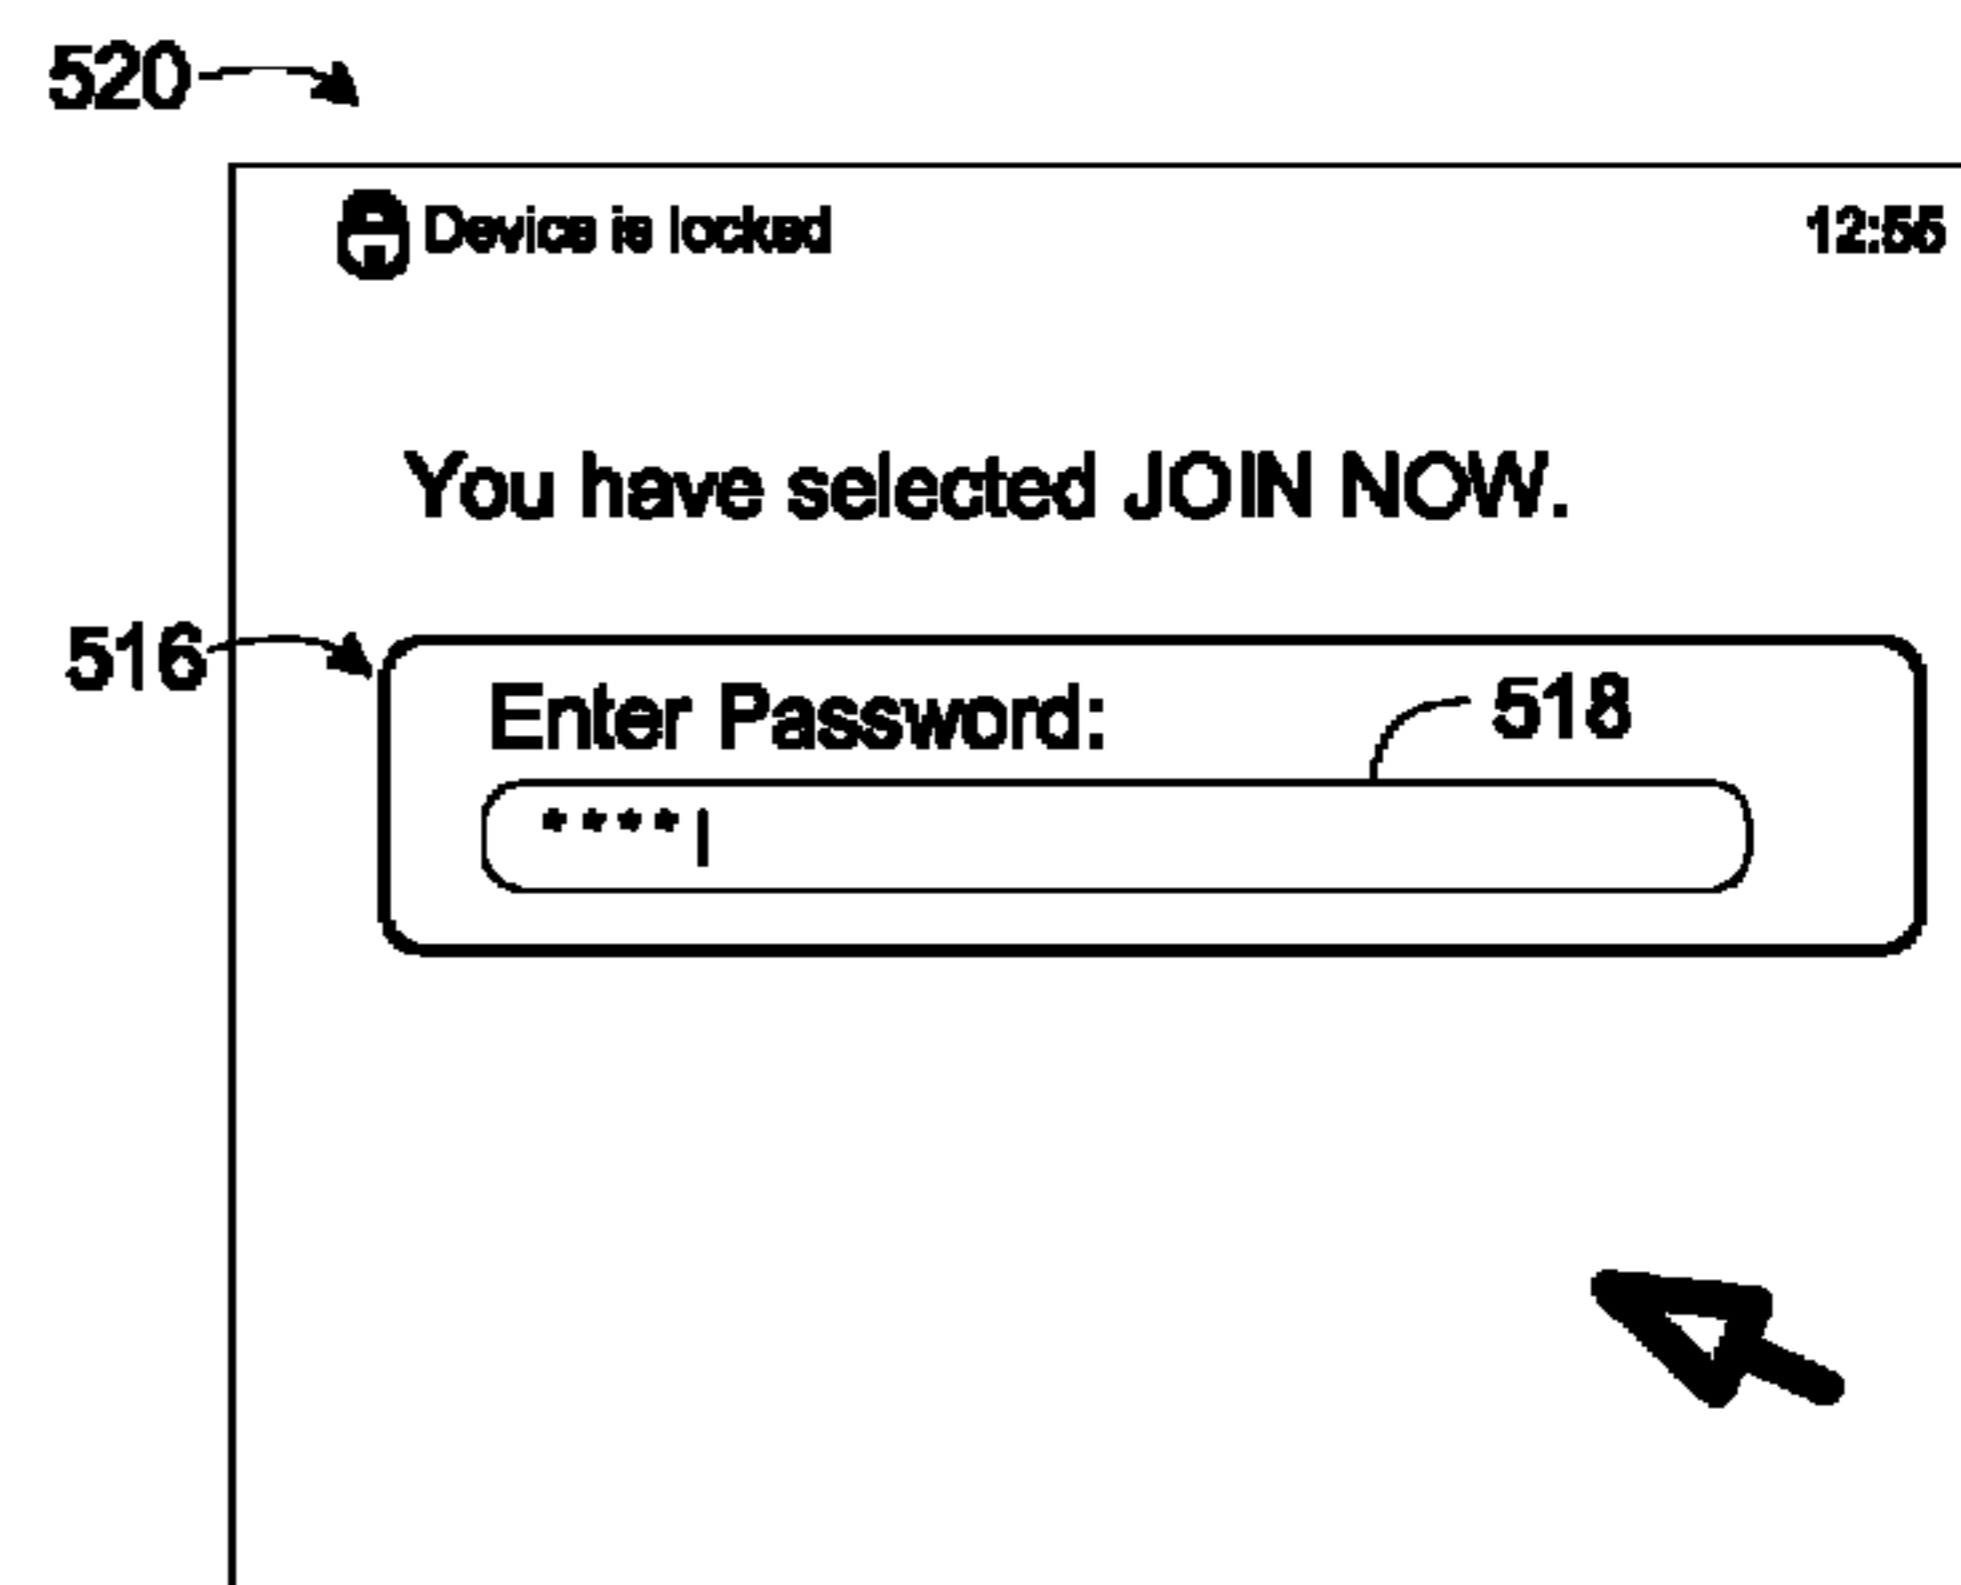 520
Device is locked 12:55
You have selected JOIN NOW.
516
Enter Password: 518
****|